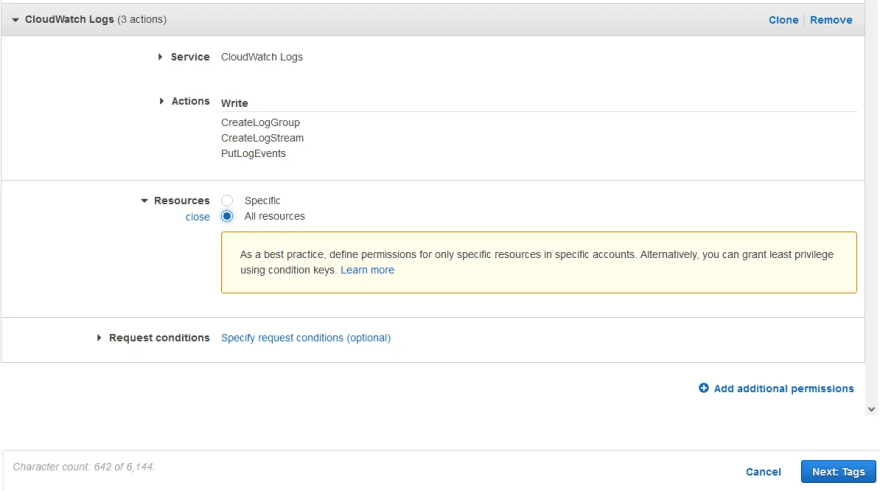 CloudWatch Logs (3 actions) Clone Remove
Service CloudWatch Logs
Actions Write
CreateLogGroup
CreateLogStream
PutLogEvents
Resources Specific
close All resources
As a best practice, define permissions for only specific resources in specific accounts. Alternatively, you can grant least privilege
using condition keys. Learn more
Request conditions Specify request conditions (optional)
Add additional permissions
Character count: 642 of 6,144.
Cancel Next: Tags